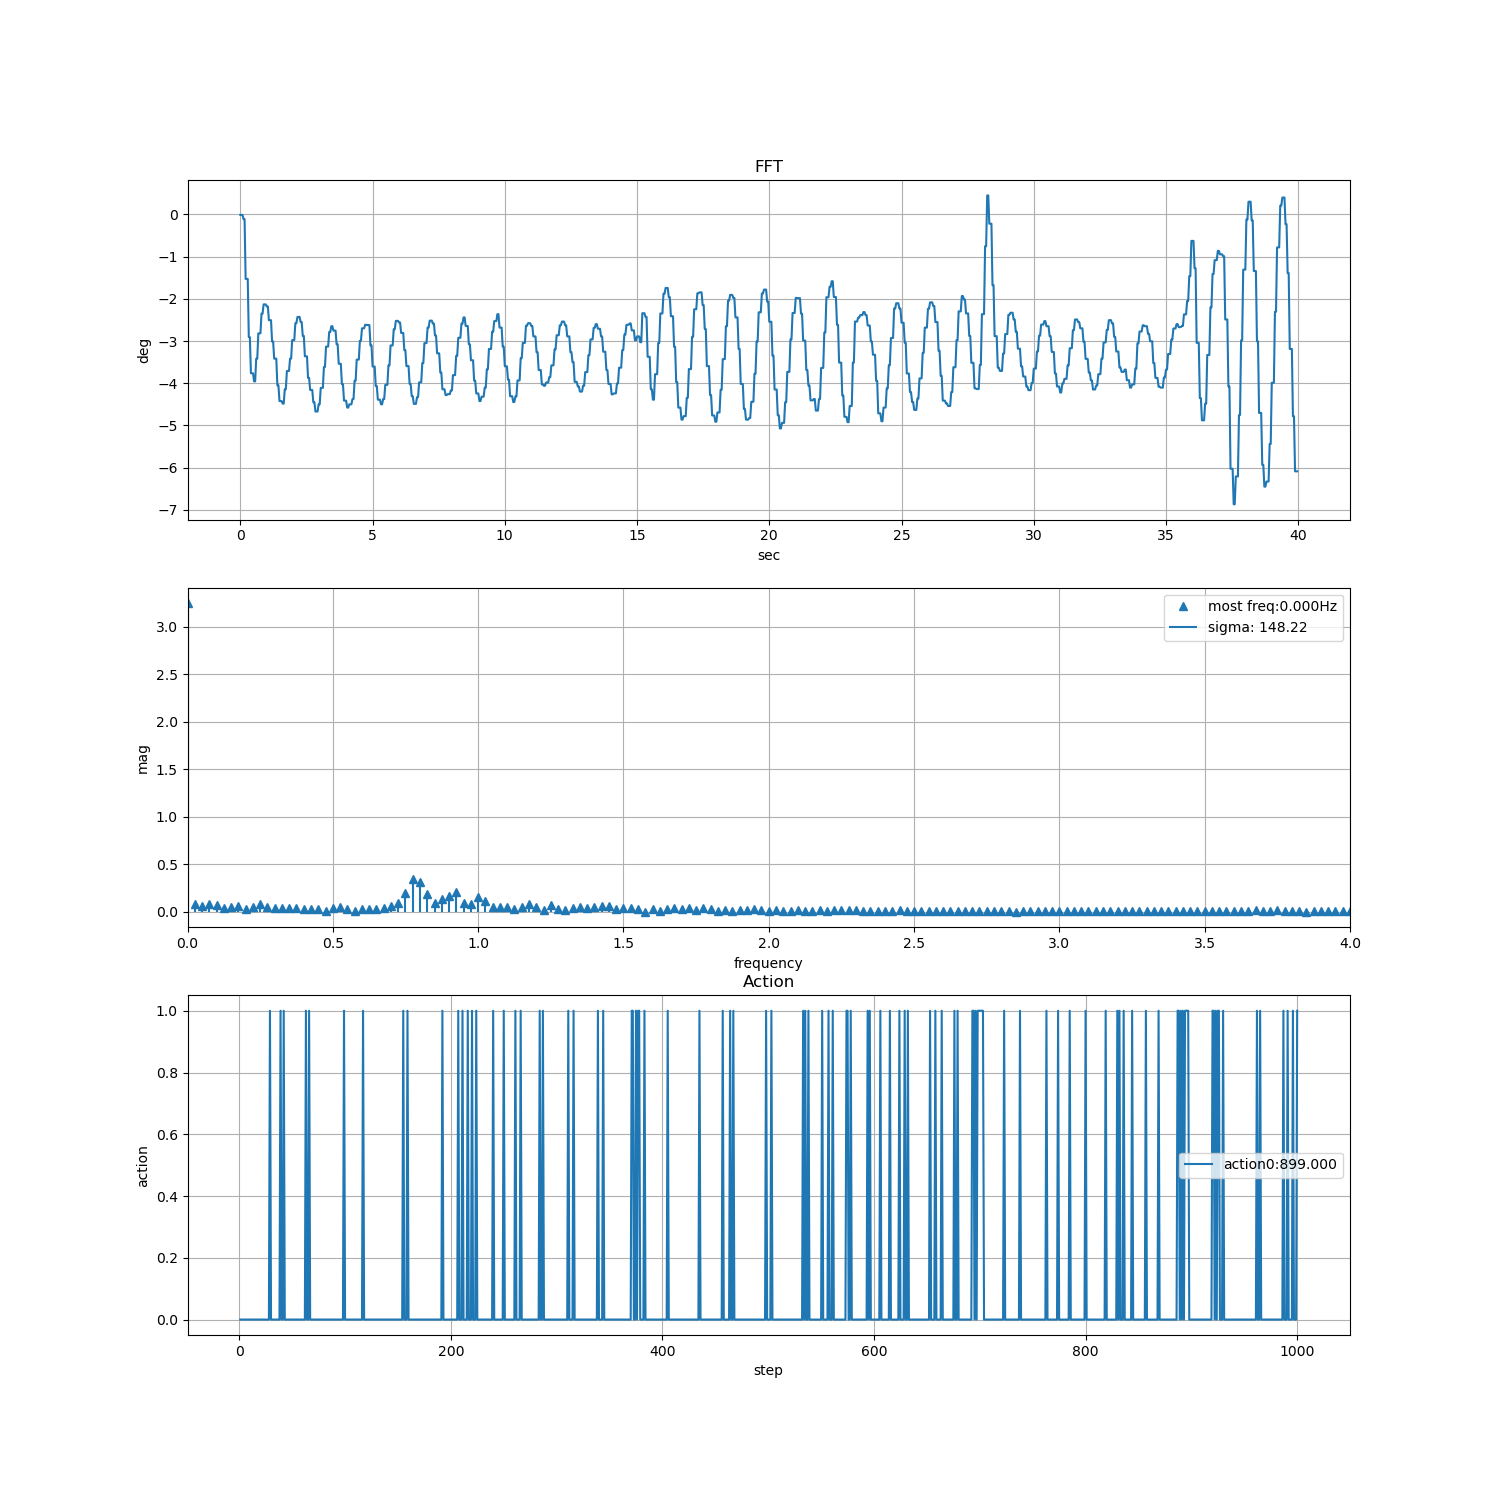 FFT
0
−1
−2
−3
−4
−5
−6
−7
deg
0 5 10 15 20 25 30 35 40
sec
most freq:0.000Hz
sigma: 148.22
3.0
2.5
2.0
1.5
1.0
0.5
0.0
mag
0.0 0.5 1.0 1.5 2.0 2.5 3.0 3.5 4.0
frequency
Action
1.0
0.8
0.6
0.4
0.2
0.0
action
action0:899.000
0 200 400 600 800 1000
step